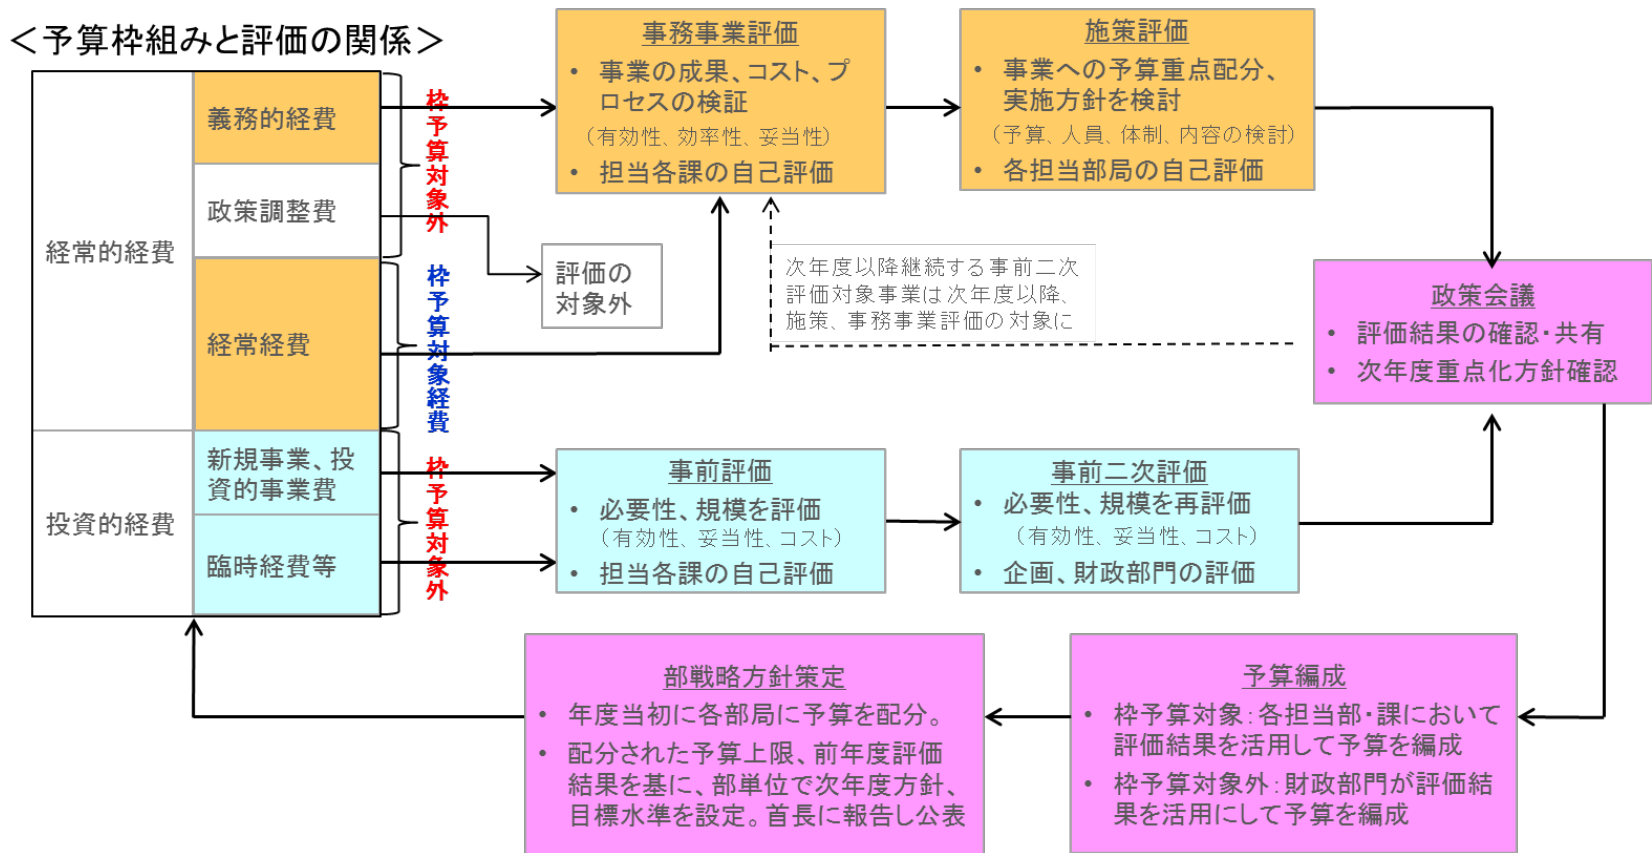 ＜予算枠組みと評価の関係＞
経常的経費
義務的経費
政策調整費
経常経費
投資的経費
新規事業、投
資的事業費
臨時経費等
枠予算対象外
枠予算対象経費
枠予算対象外
事務事業評価
• 事業の成果、コスト、プ
ロセスの検証
（有効性、効率性、妥当性）
• 担当各課の自己評価
施策評価
• 事業への予算重点配分、
実施方針を検討
（予算、人員、体制、内容の検討）
• 各担当部局の自己評価
評価の
対象外
次年度以降継続する事前二次
評価対象事業は次年度以降、
施策、事務事業評価の対象に
政策会議
• 評価結果の確認・共有
• 次年度重点化方針確認
事前評価
• 必要性、規模を評価
（有効性、妥当性、コスト）
• 担当各課の自己評価
事前二次評価
• 必要性、規模を再評価
（有効性、妥当性、コスト）
• 企画、財政部門の評価
部戦略方針策定
• 年度当初に各部局に予算を配分。
• 配分された予算上限、前年度評価
結果を基に、部単位で次年度方針、
目標水準を設定。首長に報告し公表
予算編成
• 枠予算対象：各担当部・課において
評価結果を活用して予算を編成
• 枠予算対象外：財政部門が評価結
果を活用にして予算を編成